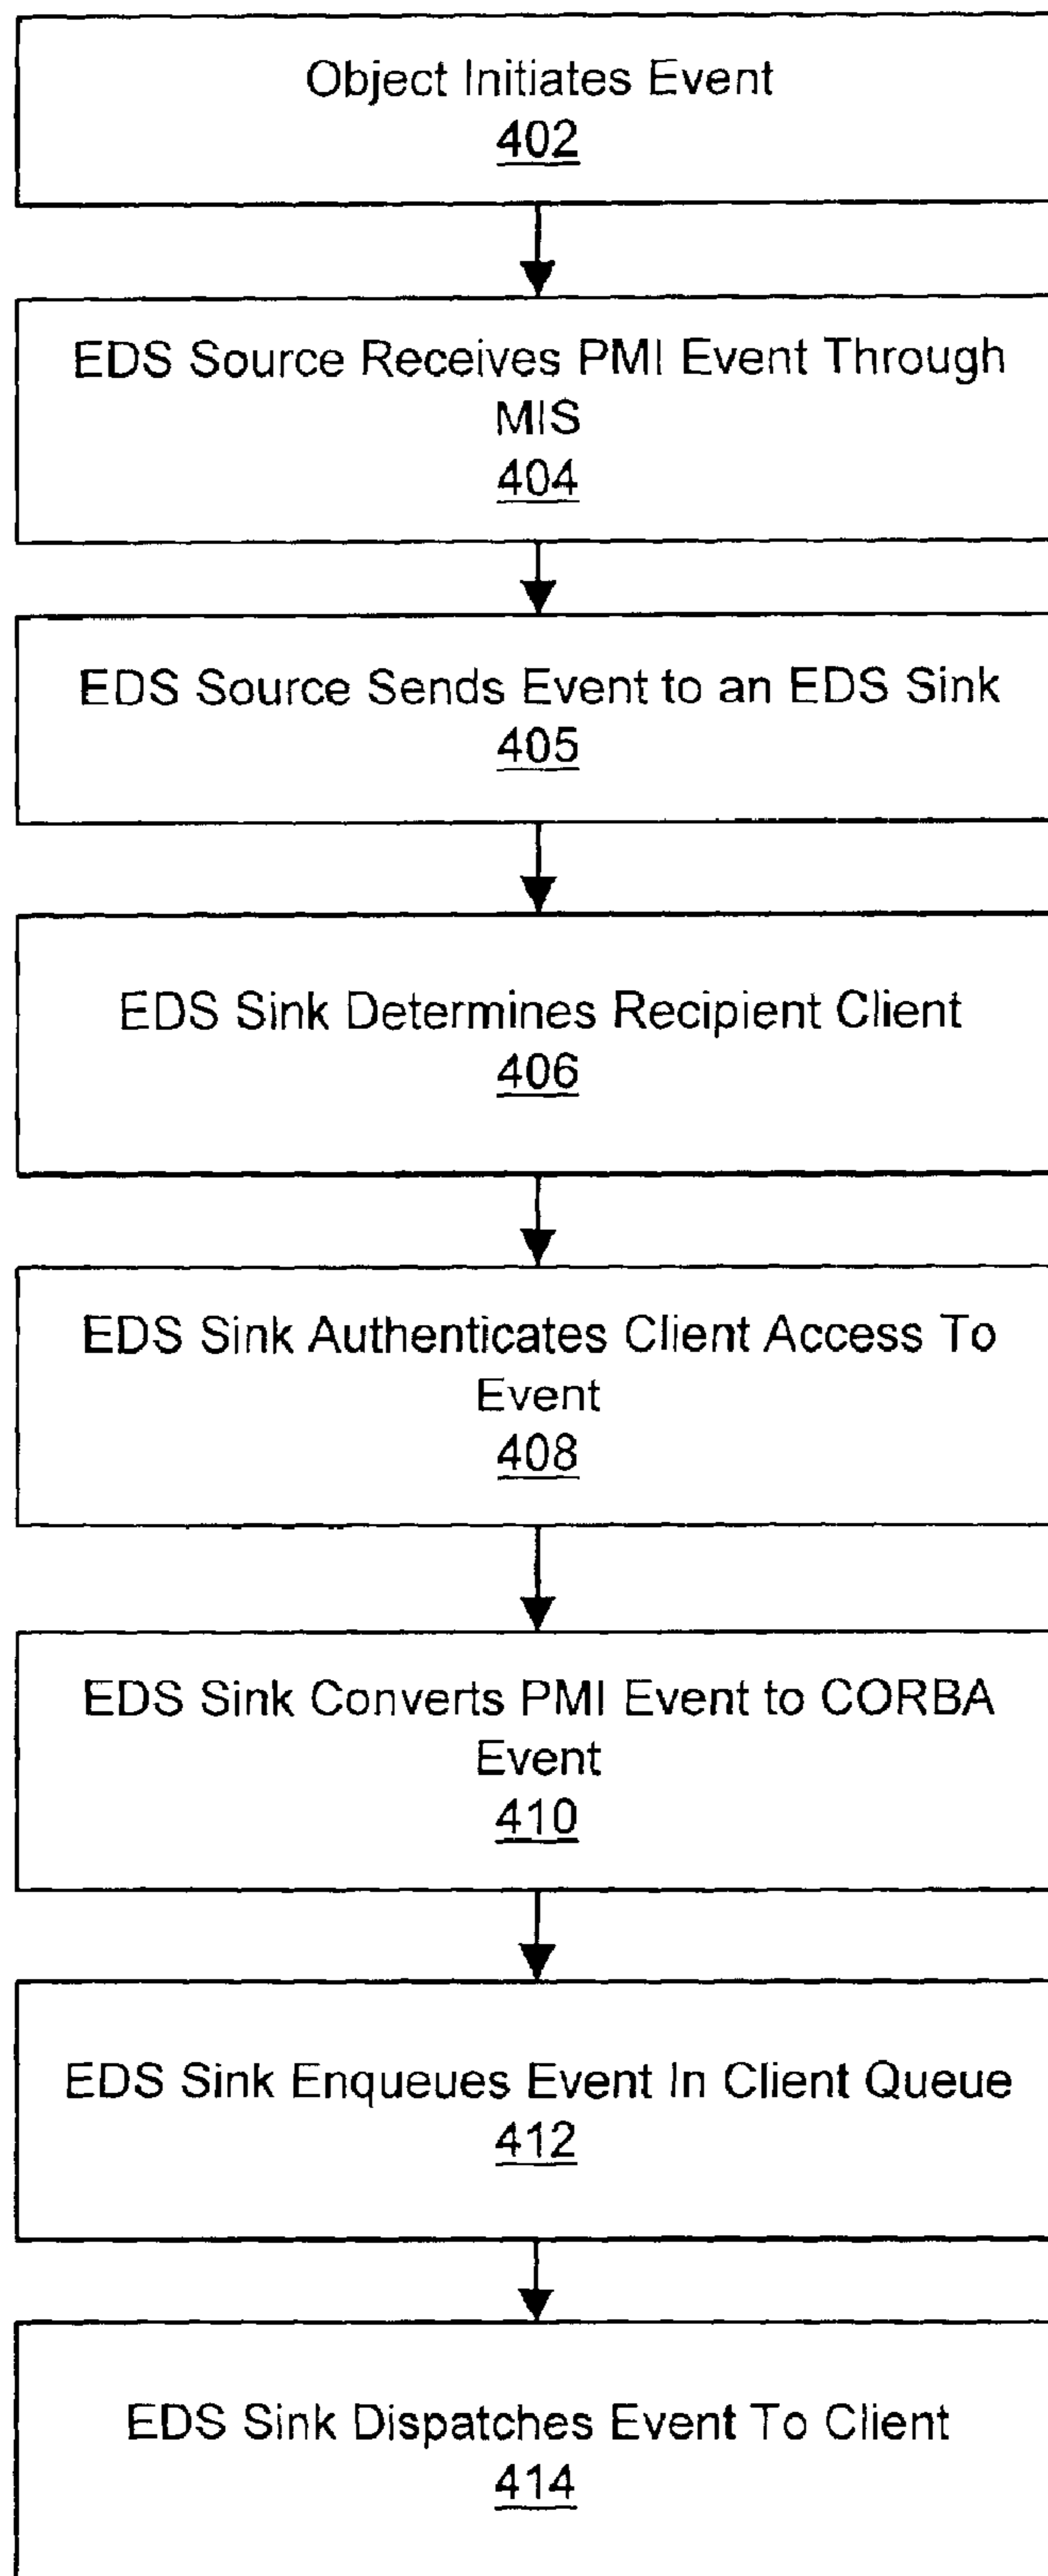 Object Initiates Event
402
EDS Source Receives PMI Event Through
MIS
404
EDS Source Sends Event to an EDS Sink
405
EDS Sink Determines Recipient Client
406
EDS Sink Authenticates Client Access To
Event
408
EDS Sink Converts PMI Event to CORBA
Event
410
EDS Sink Enqueues Event In Client Queue
412
EDS Sink Dispatches Event To Client
414